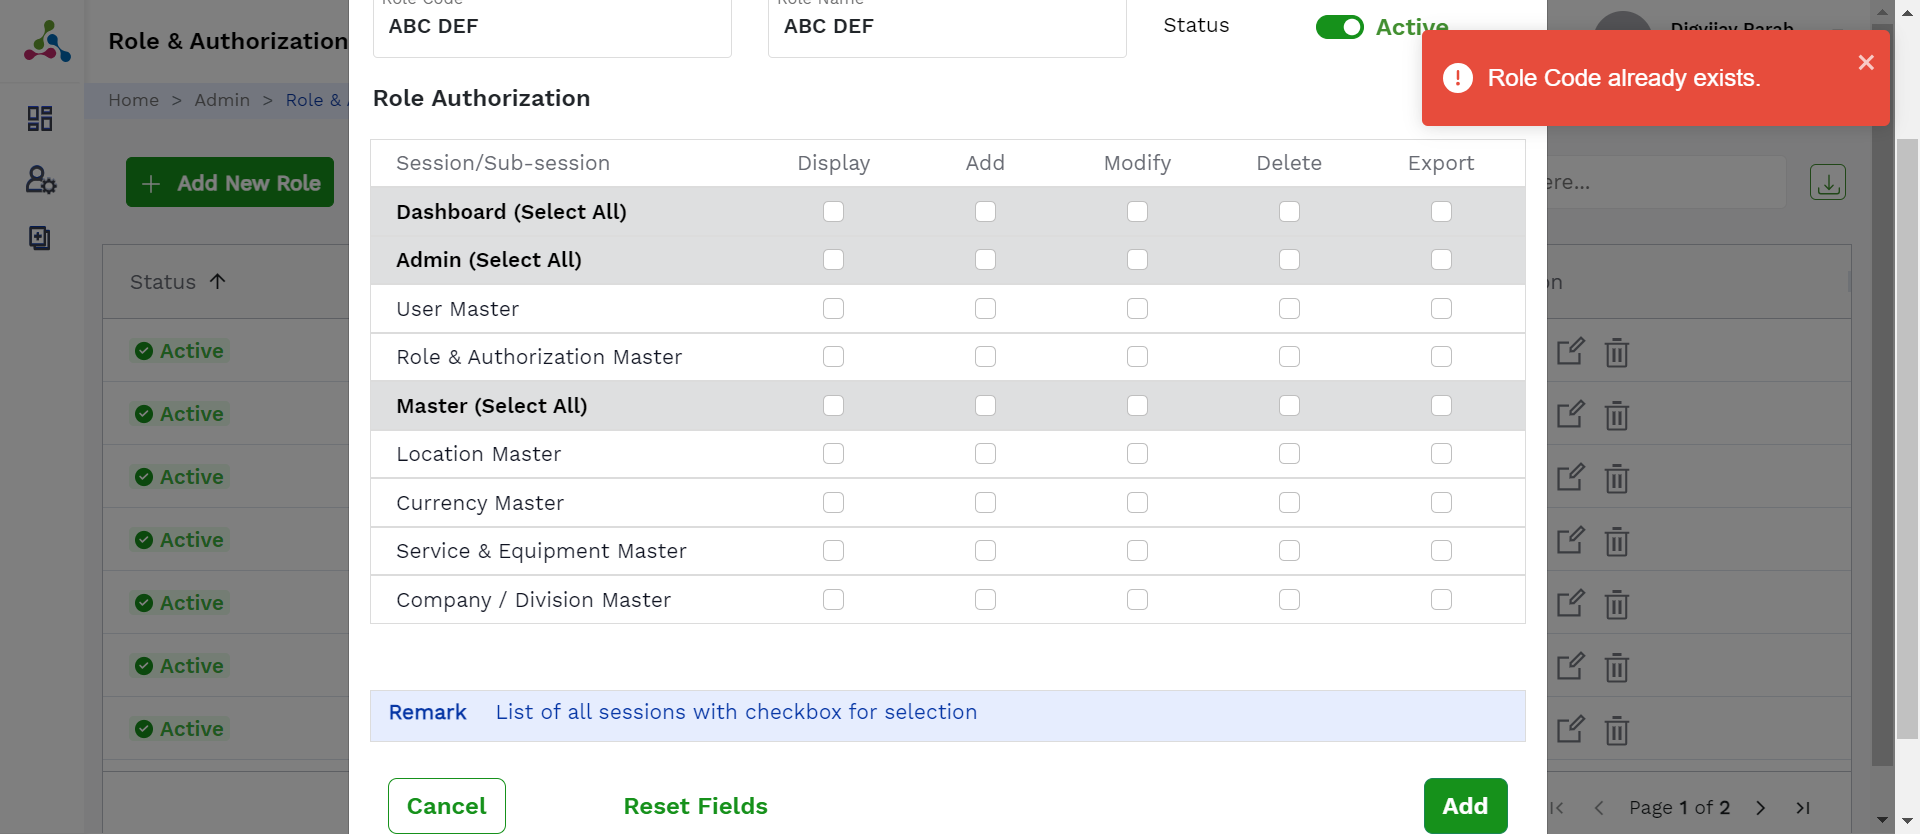 Role & Authorization
Role Code
Role Name
ABC DEF
ABC DEF
Status
Active
Digvijay Parab
Role Code already exists.
Home > Admin > Role & A
Role Authorization
Add New Role
ere...
Session/Sub-session Display Add Modify Delete Export
Dashboard (Select All)
Admin (Select All)
User Master
Role & Authorization Master
Master (Select All)
Location Master
Currency Master
Service & Equipment Master
Company / Division Master
Status
on
Active
Active
Active
Active
Active
Active
Active
Remark List of all sessions with checkbox for selection
Cancel
Reset Fields
Add
Page 1 of 2